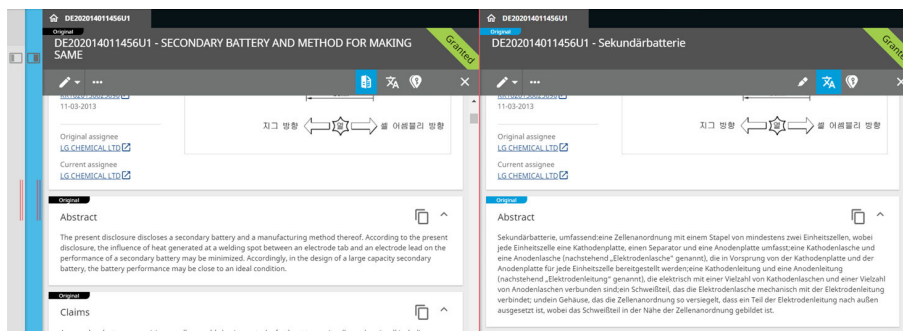 DE202014011456U1
Original
DE202014011456U1 - SECONDARY BATTERY AND METHOD FOR MAKING
SAME
Granted
11-03-2013
지그 방향
열
셀 어셈블리 방향
Original assignee
LG CHEMICAL LTD
Current assignee
LG CHEMICAL LTD
Original
Abstract
The present disclosure discloses a secondary battery and a manufacturing method thereof. According to the present
disclosure, the influence of heat generated at a welding spot between an electrode tab and an electrode lead on the
performance of a secondary battery may be minimized. Accordingly, in the design of a large capacity secondary
battery, the battery performance may be close to an ideal condition.
Original
Claims
DE202014011456U1
Original
DE202014011456U1 - Sekundärbatterie
Granted
11-03-2013
지그 방향
열
셀 어셈블리 방향
Original assignee
LG CHEMICAL LTD
Current assignee
LG CHEMICAL LTD
Original
Abstract
Sekundärbatterie, umfassend:eine Zellenanordnung mit einem Stapel von mindestens zwei Einheitszellen, wobei
jede Einheitszelle eine Kathodenplatte, einen Separator und eine Anodenplatte umfasst;eine Kathodenlasche und
eine Anodenlasche (nachstehend „Elektrodenlasche" genannt), die in Vorsprung von der Kathodenplatte und der
Anodenplatte für jede Einheitszelle bereitgestellt werden;eine Kathodenleitung und eine Anodenleitung
(nachstehend „Elektrodenleitung" genannt), die elektrisch mit einer Vielzahl von Kathodenlaschen und einer Vielzahl
von Anodenlaschen verbunden sind;ein Schweißteil, das die Elektrodenlasche mechanisch mit der Elektrodenleitung
verbindet; undein Gehäuse, das die Zellenanordnung so versiegelt, dass ein Teil der Elektrodenleitung nach außen
ausgesetzt ist, wobei das Schweißteil in der Nähe der Zellenanordnung gebildet ist.